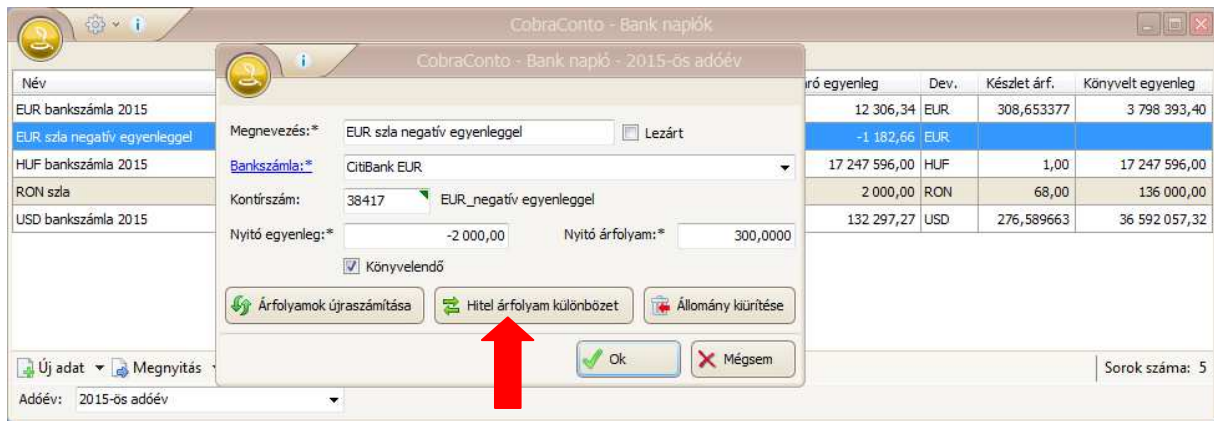 CobraConto - Bank naplók
CobraConto - Bank napló - 2015-ös adóév
Név ró egyenleg Dev. Készlet árf. Könyvelt egyenleg
EUR bankszámla 2015 12 306,34 EUR 308,653377 3 798 393,40
EUR szla negatív egyenleggel -1 182,66 EUR
HUF bankszámla 2015 17 247 596,00 HUF 1,00 17 247 596,00
RON szla 2 000,00 RON 68,00 136 000,00
USD bankszámla 2015 132 297,27 USD 276,589663 36 592 057,32
Megnevezés:* EUR szla negatív egyenleggel Lezárt
Bankszámla:* CitiBank EUR
Kontírszám: 38417 EUR_negatív egyenleggel
Nyitó egyenleg:* -2 000,00 Nyitó árfolyam:* 300,0000
Könyvelendő
Árfolyamok újraszámítása Hitel árfolyam különbözet Állomány kiürítése
Ok Mégsem
Új adat Megnyitás Sorok száma: 5
Adóév: 2015-ös adóév